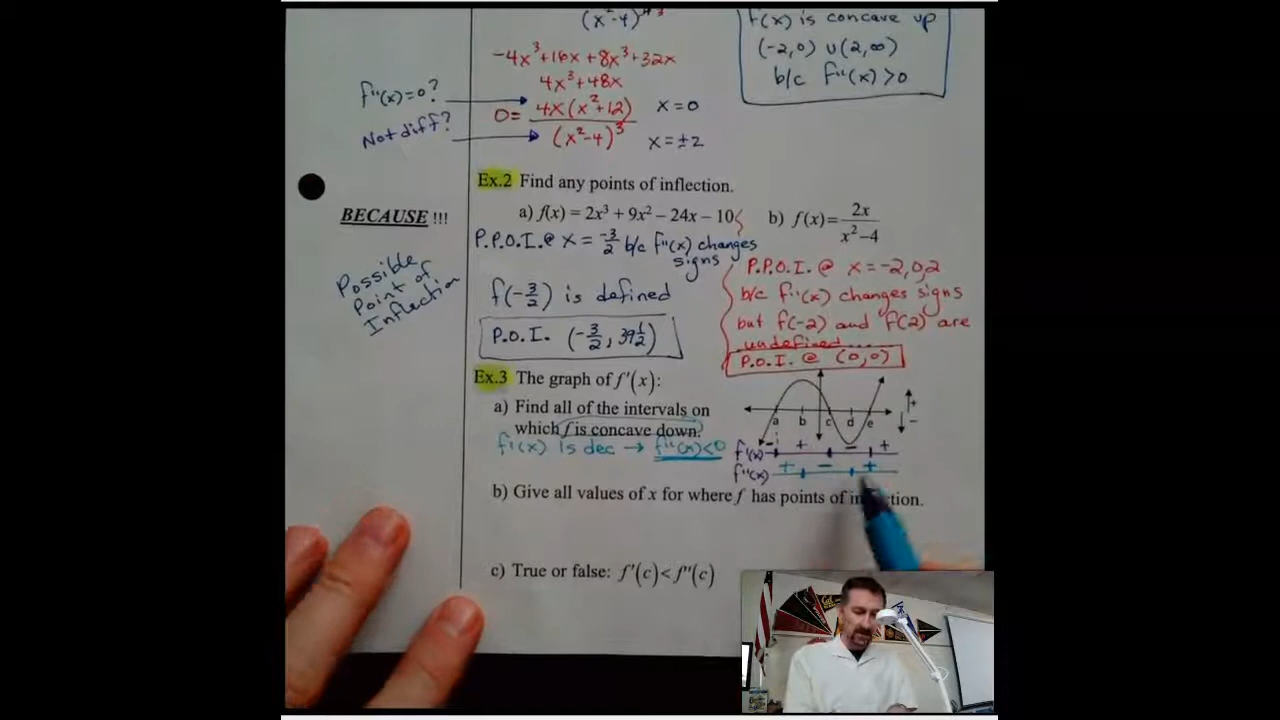 (x²-4)⁴³
-4x³+16x+8x³+32x
4x³+48x
f''(x)=0?
0= 4x(x²+12) x=0
Not diff?
(x²-4)³ x=±2
f(x) is concave up
(-2,0) ∪ (2,∞)
b/c f''(x)>0
Ex.2 Find any points of inflection.
BECAUSE !!!
a) f(x) = 2x³ + 9x² – 24x – 10
P.P.O.I. @ x = -3/2 b/c f''(x) changes
signs
Possible
Point of
Inflection
f(-3/2) is defined
P.O.I. (-3/2, 39 1/2)
b) f(x)= 2x / x² – 4
P.P.O.I. @ x = -2,0,2
b/c f''(x) changes signs
but f(-2) and f(2) are
undefined....
P.O.I. @ (0,0)
Ex.3 The graph of f'(x):
a) Find all of the intervals on
which f is concave down.
f'(x) is dec → f''(x)<0
a b c d e
+
-
f'(x) - + - +
f''(x) + - +
b) Give all values of x for where f has points of
c) True or false: f'(c) < f''(c)